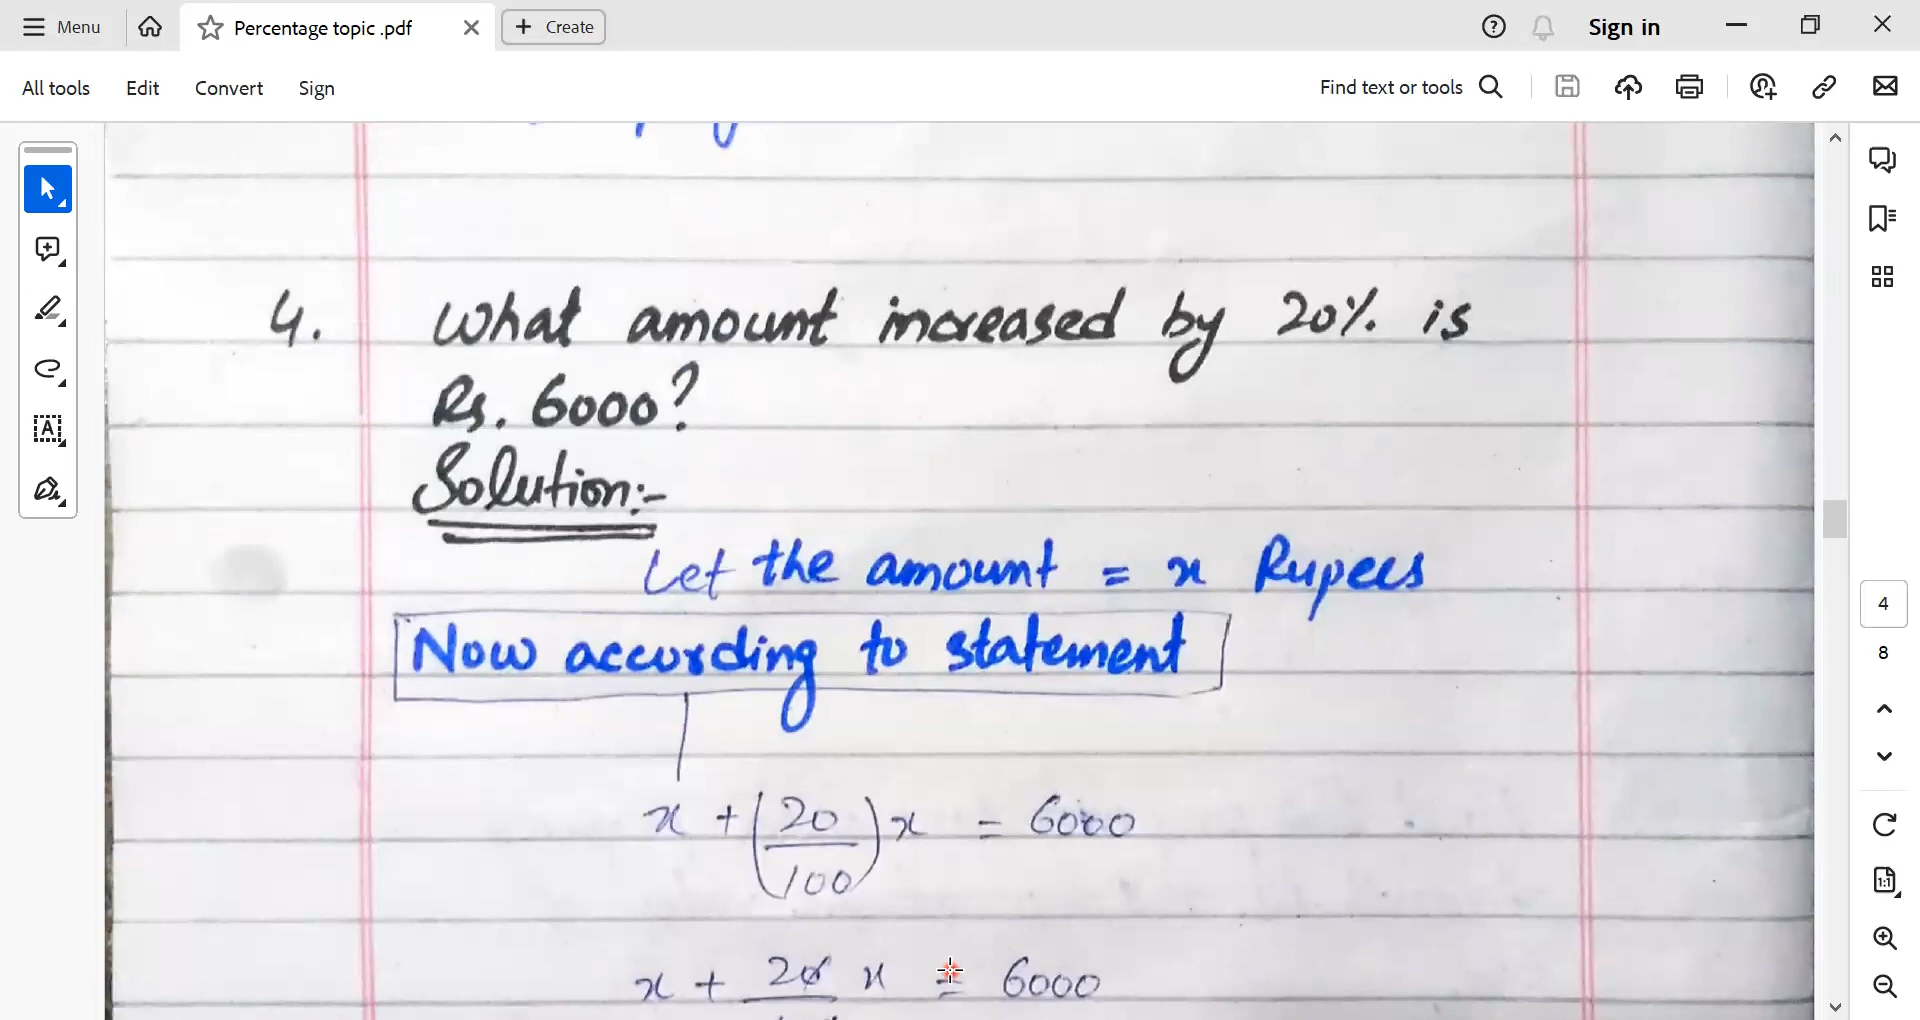 Menu
Percentage topic .pdf
Create
Sign in
All tools
Edit
Convert
Sign
Find text or tools
4. What amount increased by 20% is
Rs. 6000?
Solution:-
Let the amount = x Rupees
Now according to statement
x + (20/100) x = 6000
x + 20 x = 6000
4
8